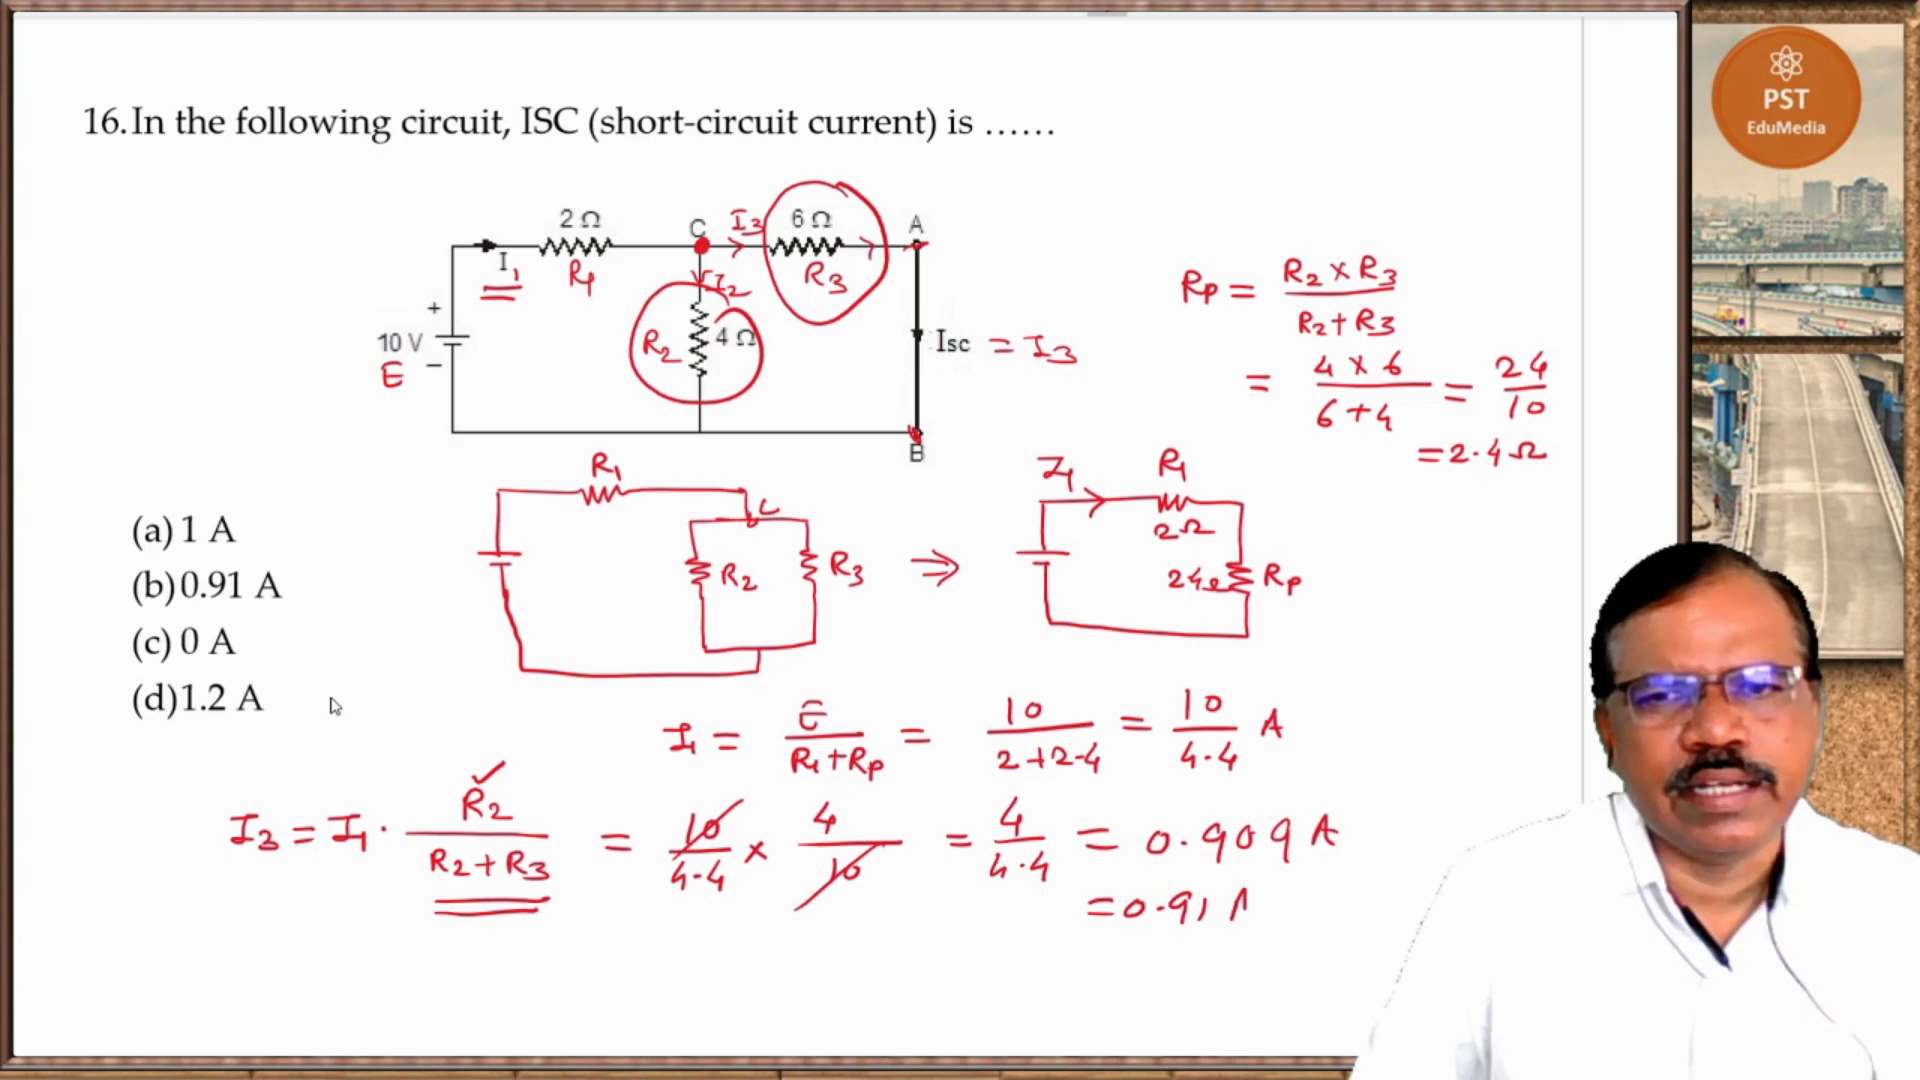 PST
EduMedia
16. In the following circuit, ISC (short-circuit current) is ......
2 Ω
C
I3
6 Ω
A
I1
R1
R3
+
I2
10 V
R2
4 Ω
Isc = I3
E
−
B
Rp = R2 × R3 / R2 + R3
= 4 × 6 / 6 + 4 = 24 / 10
= 2.4 Ω
R1
C
R2
R3
⇒
I1
R1
2Ω
24Ω
Rp
(a) 1 A
(b) 0.91 A
(c) 0 A
(d) 1.2 A
I1 = E / R1 + Rp = 10 / 2+2.4 = 10 / 4.4 A
I3 = I1 . R2 / R2 + R3 = 10 / 4.4 × 4 / 10 = 4 / 4.4 = 0.909 A
= 0.91 A